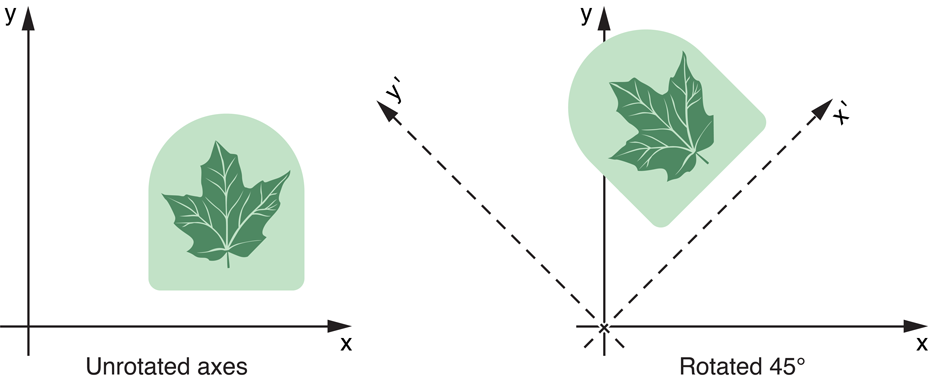 y
x
Unrotated axes
y
y'
x'
x
Rotated 45°